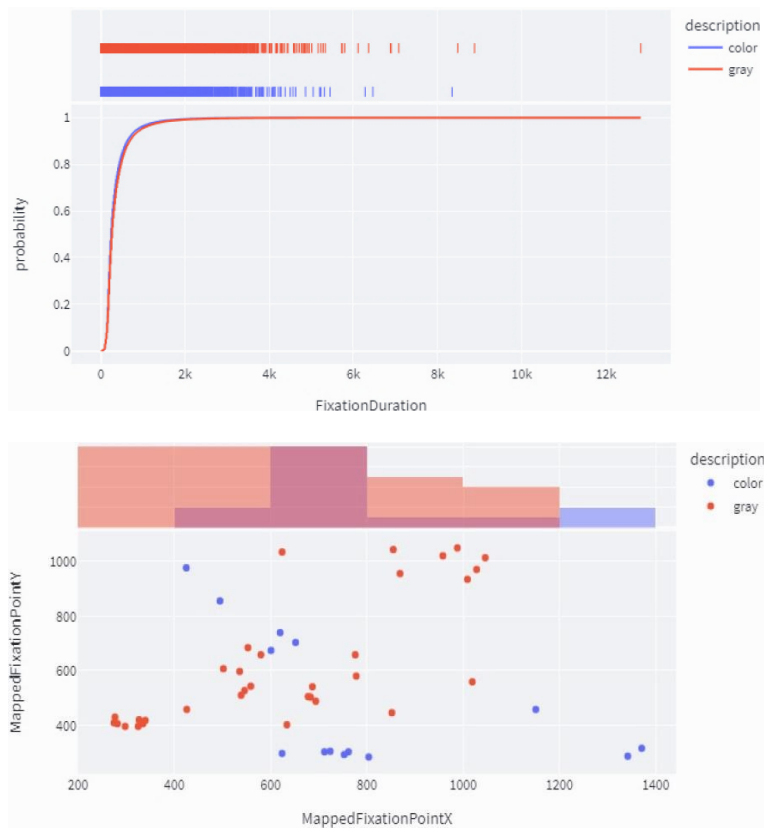 description
color
gray
1
0.8
0.6
0.4
0.2
0
probability
0 2k 4k 6k 8k 10k 12k
FixationDuration
description
color
gray
1000
800
600
400
MappedFixationPointY
200 400 600 800 1000 1200 1400
MappedFixationPointX